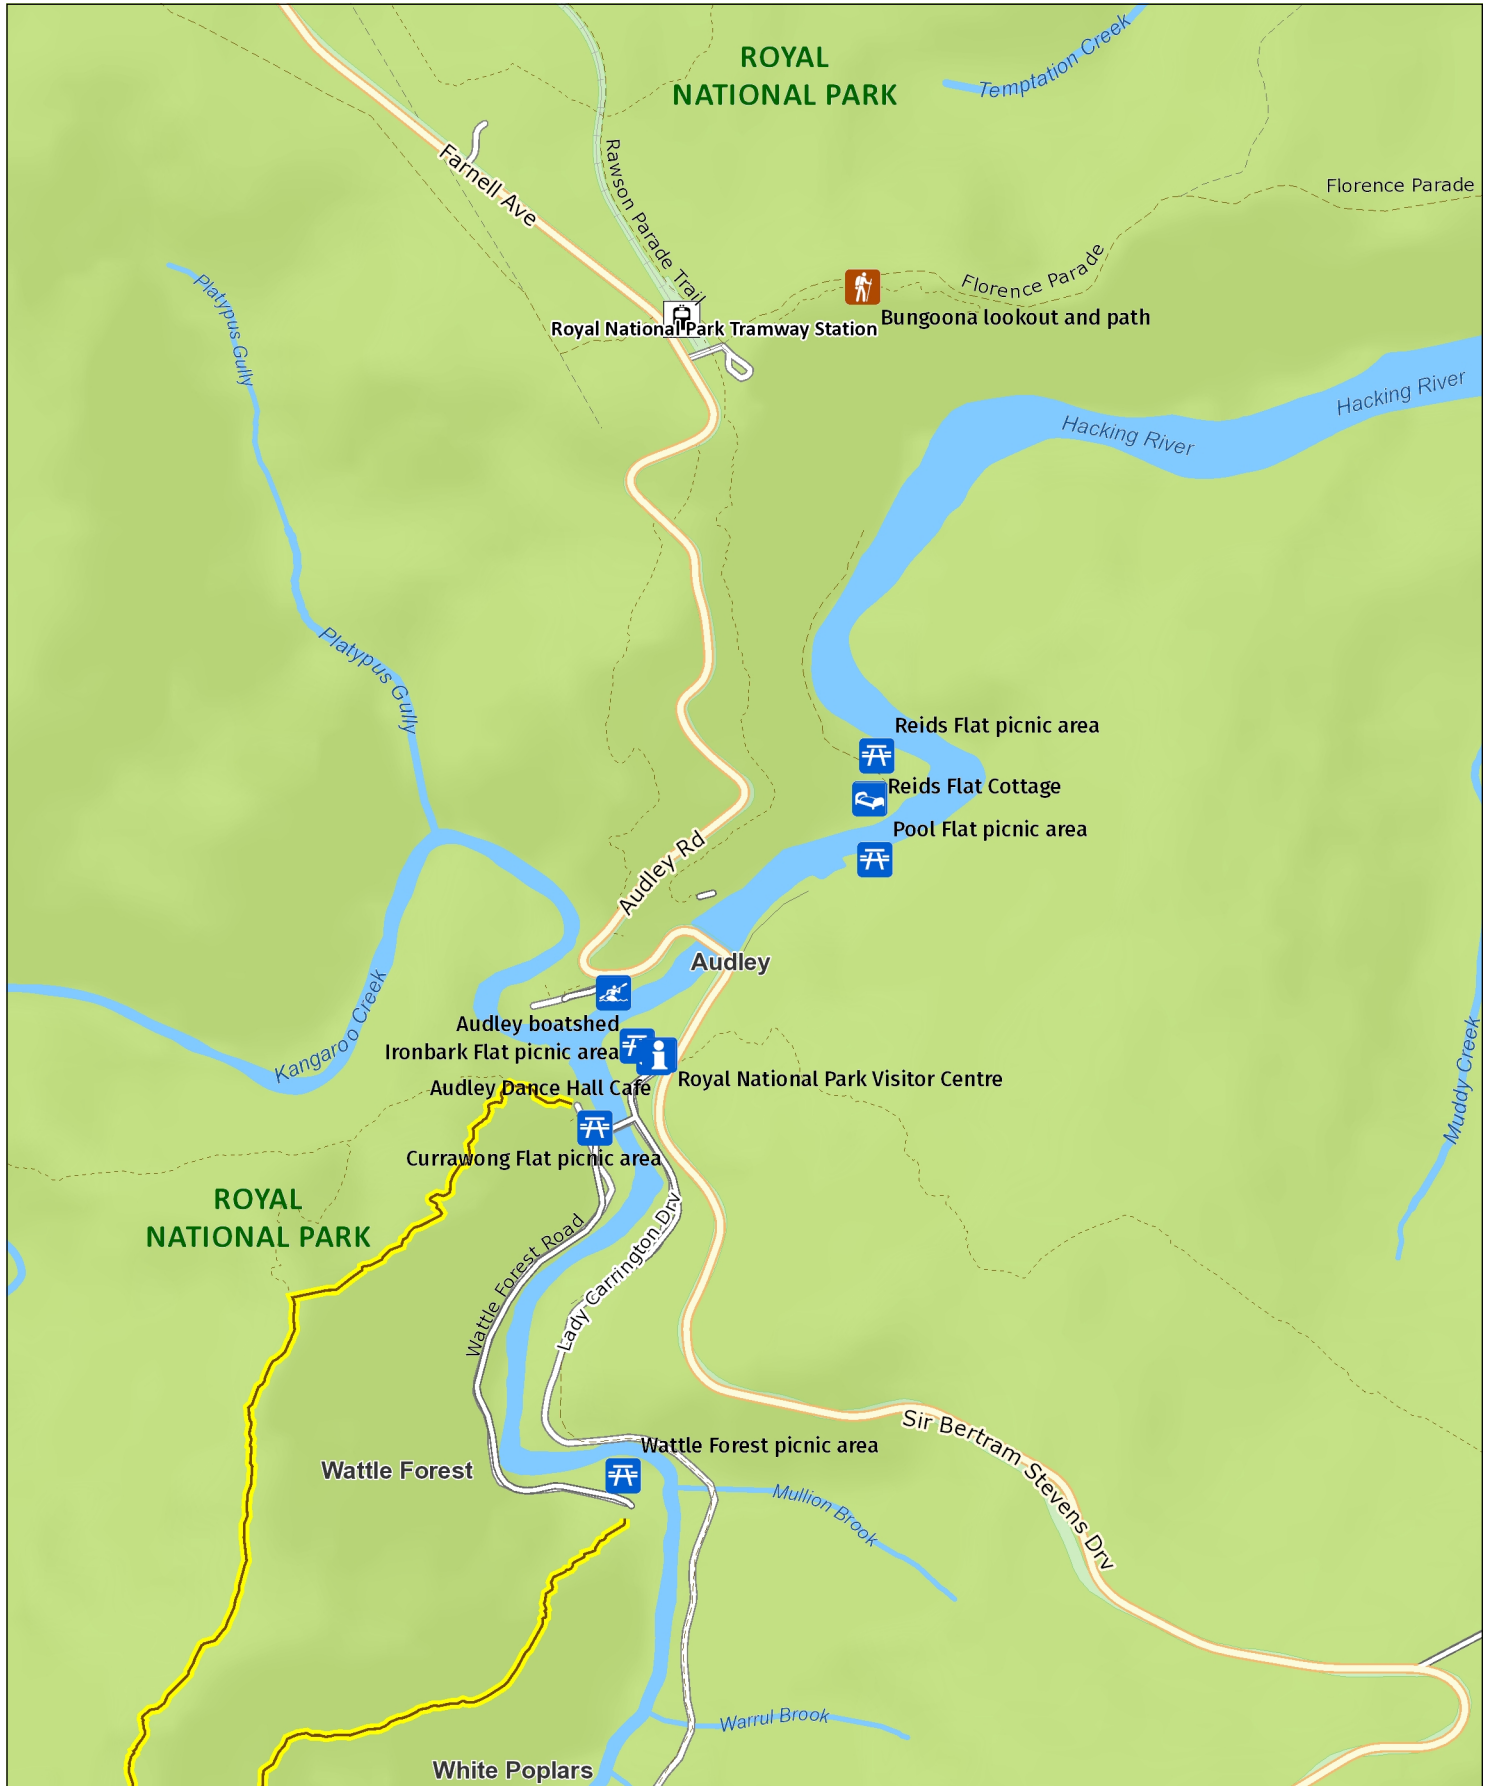 ROYAL
NATIONAL PARK
Temptation Creek
Farnell Ave
Rawson Parade Trail
Florence Parade
Florence Parade
Platypus Gully
Bungoona lookout and path
Royal National Park Tramway Station
Hacking River
Hacking River
Platypus Gully
Reids Flat picnic area
Reids Flat Cottage
Pool Flat picnic area
Audley Rd
Audley
Kangaroo Creek
Audley boatshed
Ironbark Flat picnic area
Royal National Park Visitor Centre
Audley Dance Hall Cafe
Muddy Creek
Currawong Flat picnic area
ROYAL
NATIONAL PARK
Wattle Forest Road
Lady Carrington Drv
Sir Bertram Stevens Drv
Wattle Forest picnic area
Wattle Forest
Mullion Brook
Warrul Brook
White Poplars